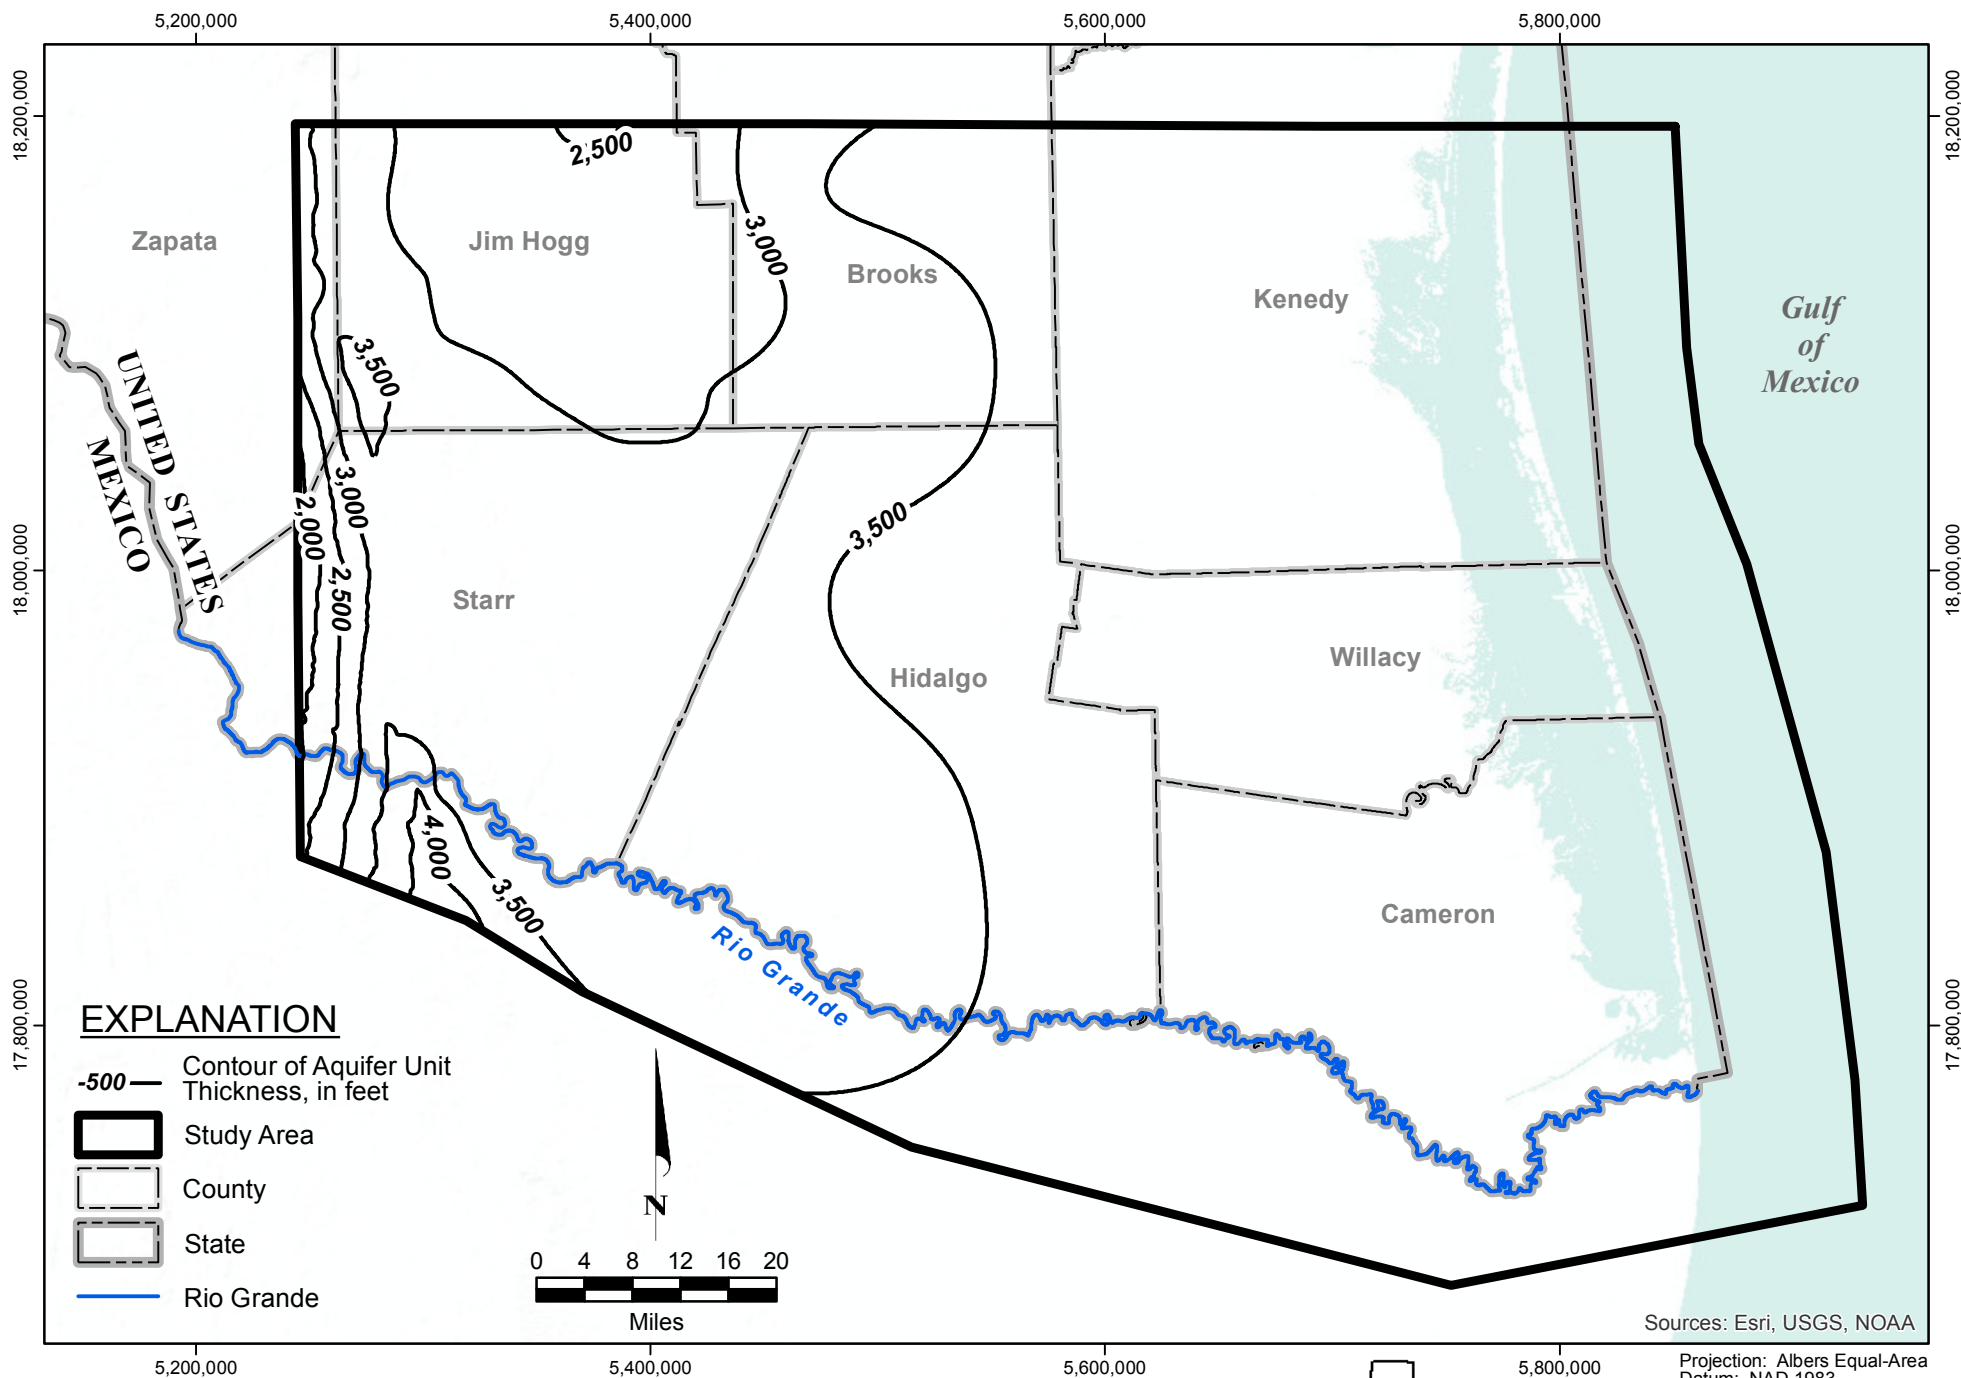 5,200,000
5,400,000
5,600,000
5,800,000
18,200,000
18,200,000
2,500
3,000
Zapata
Jim Hogg
Brooks
Kenedy
Gulf
of
Mexico
3,500
UNITED STATES
MEXICO
3,000
2,000
3,500
2,500
18,000,000
18,000,000
Starr
Willacy
Hidalgo
4,000
3,500
Cameron
Rio Grande
17,800,000
17,800,000
EXPLANATION
-500
Contour of Aquifer Unit
Thickness, in feet
Study Area
County
State
Rio Grande
N
0 4 8 12 16 20
Miles
Sources: Esri, USGS, NOAA
5,200,000
5,400,000
5,600,000
5,800,000
Projection: Albers Equal-Area
Datum: NAD 1983